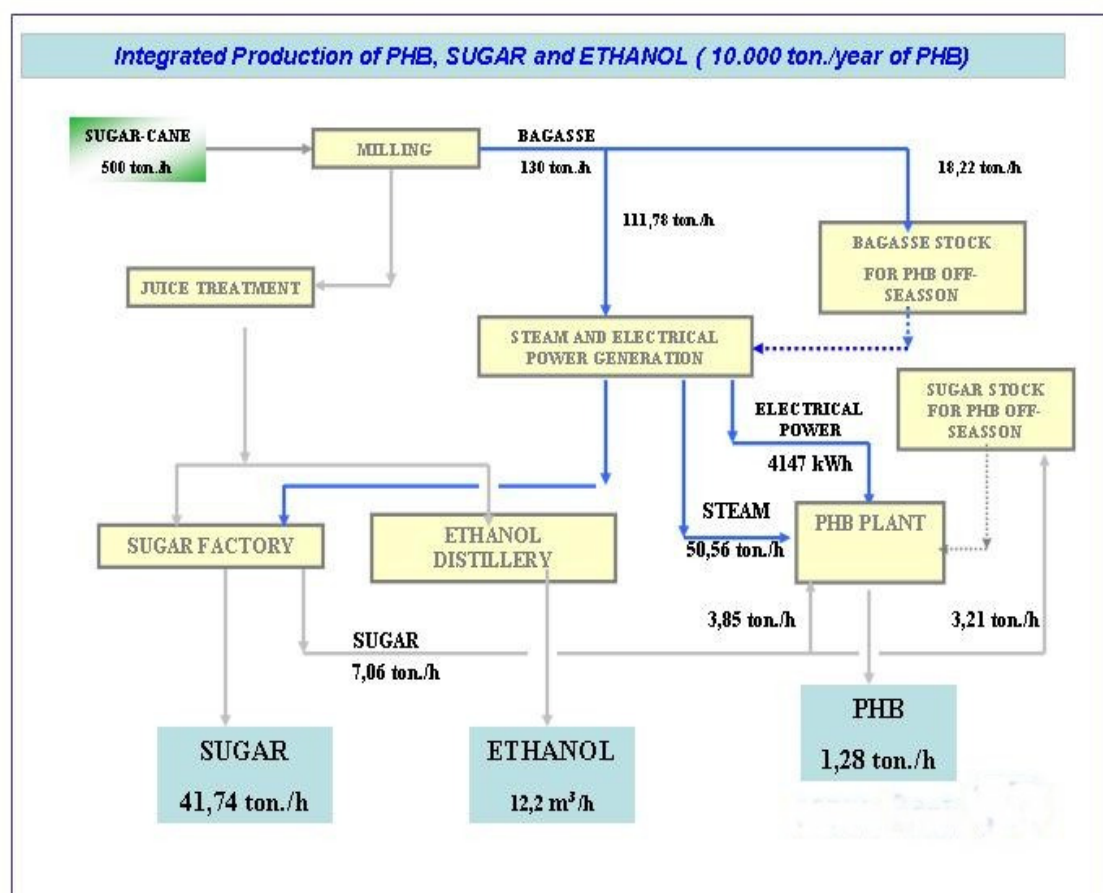 Integrated Production of PHB, SUGAR and ETHANOL ( 10.000 ton./year of PHB)
SUGAR-CANE
500 ton./h
MILLING
BAGASSE
130 ton./h
18,22 ton./h
111,78 ton./h
BAGASSE STOCK
FOR PHB OFF-
SEASSON
JUICE TREATMENT
STEAM AND ELECTRICAL
POWER GENERATION
SUGAR STOCK
FOR PHB OFF-
SEASSON
ELECTRICAL
POWER
4147 kWh
STEAM
50,56 ton./h
PHB PLANT
SUGAR FACTORY
ETHANOL
DISTILLERY
3,85 ton./h
3,21 ton./h
SUGAR
7,06 ton./h
SUGAR
41,74 ton./h
ETHANOL
12,2 m³/h
PHB
1,28 ton./h